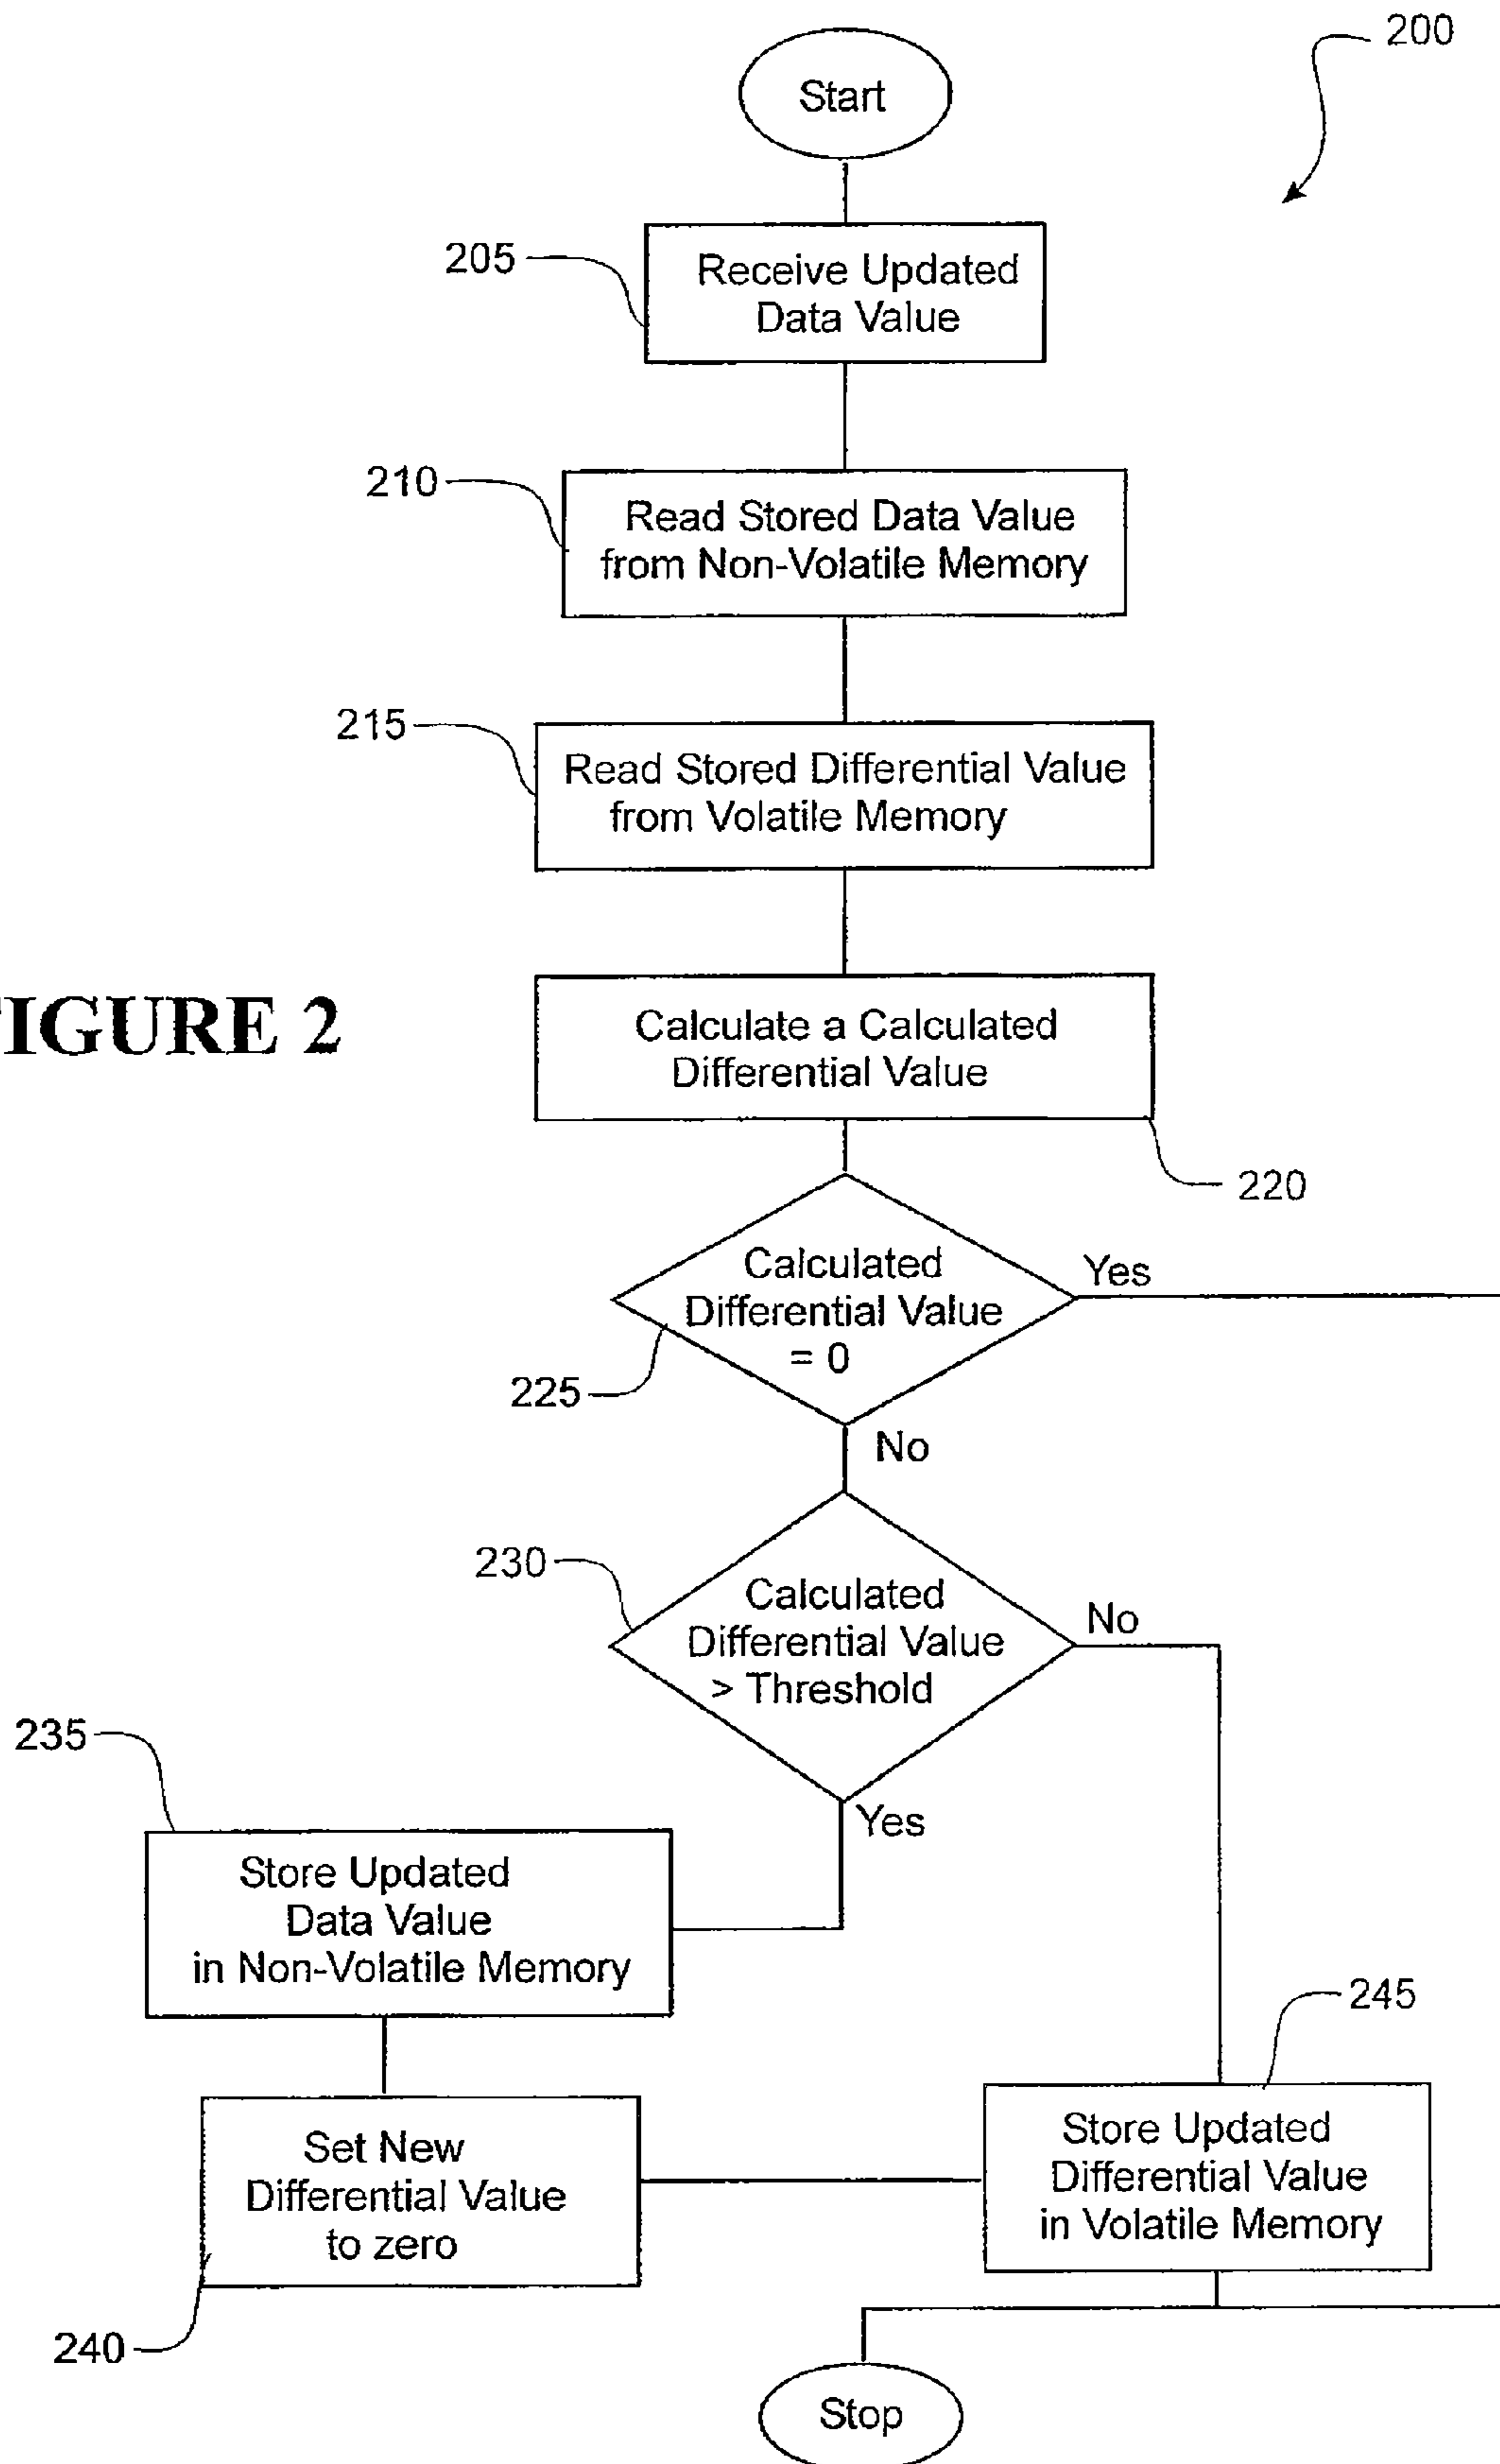 200
Start
205
Receive Updated
Data Value
210
Read Stored Data Value
from Non-Volatile Memory
215
Read Stored Differential Value
from Volatile Memory
IGURE 2
Calculate a Calculated
Differential Value
220
Calculated
Differential Value
= 0
Yes
225
No
230
Calculated
Differential Value
> Threshold
No
235
Yes
Store Updated
Data Value
in Non-Volatile Memory
245
Set New
Differential Value
to zero
Store Updated
Differential Value
in Volatile Memory
240
Stop